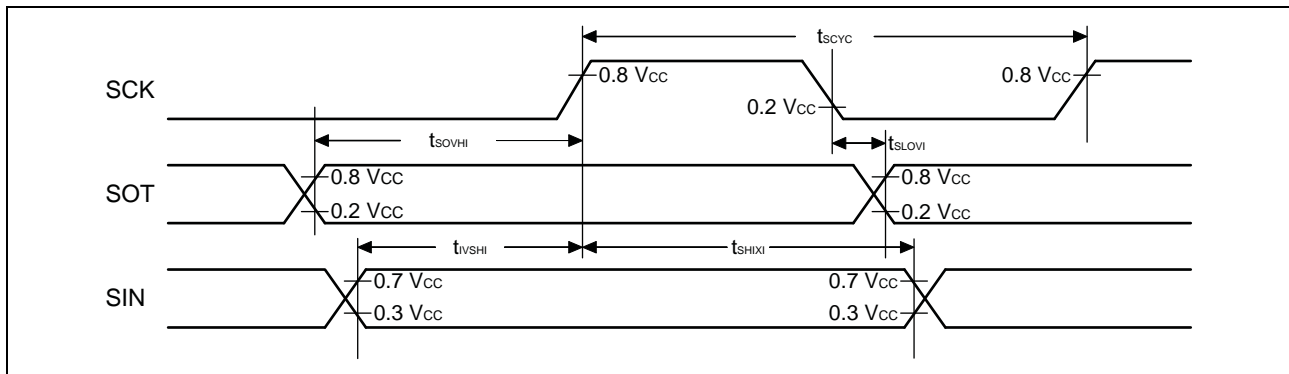 tSCYC
SCK
0.8 VCC
0.8 VCC
0.2 VCC
tSOVHI
tSLOVI
SOT
0.8 VCC
0.8 VCC
0.2 VCC
0.2 VCC
tIVSHI
tSHIXI
SIN
0.7 VCC
0.7 VCC
0.3 VCC
0.3 VCC